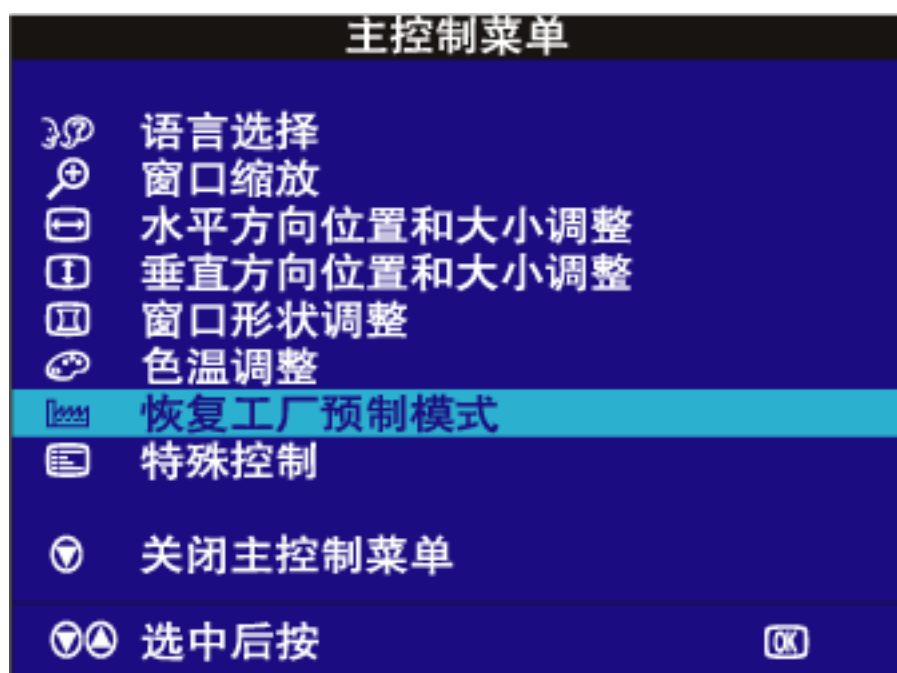 主控制菜单
语言选择
窗口缩放
水平方向位置和大小调整
垂直方向位置和大小调整
窗口形状调整
色温调整
恢复工厂预制模式
特殊控制
关闭主控制菜单
选中后按 OK